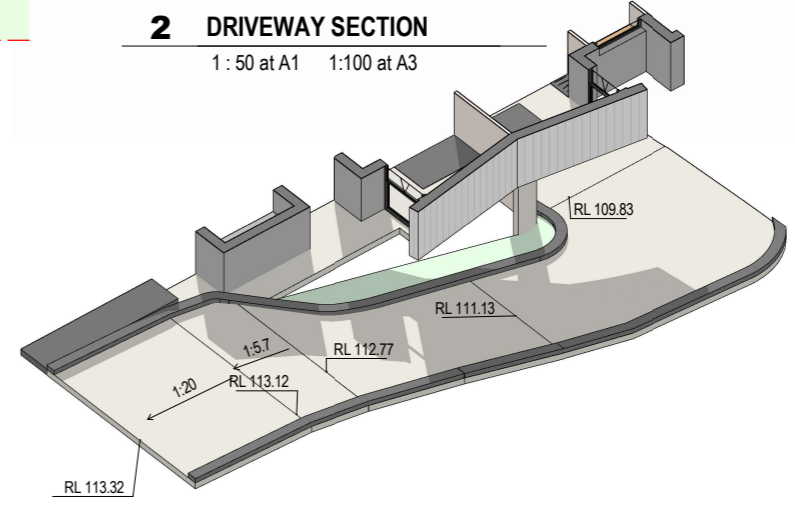 2 DRIVEWAY SECTION
1 : 50 at A1 1:100 at A3
RL 109.83
RL 111.13
1:5.7
RL 112.77
1:20
RL 113.12
RL 113.32